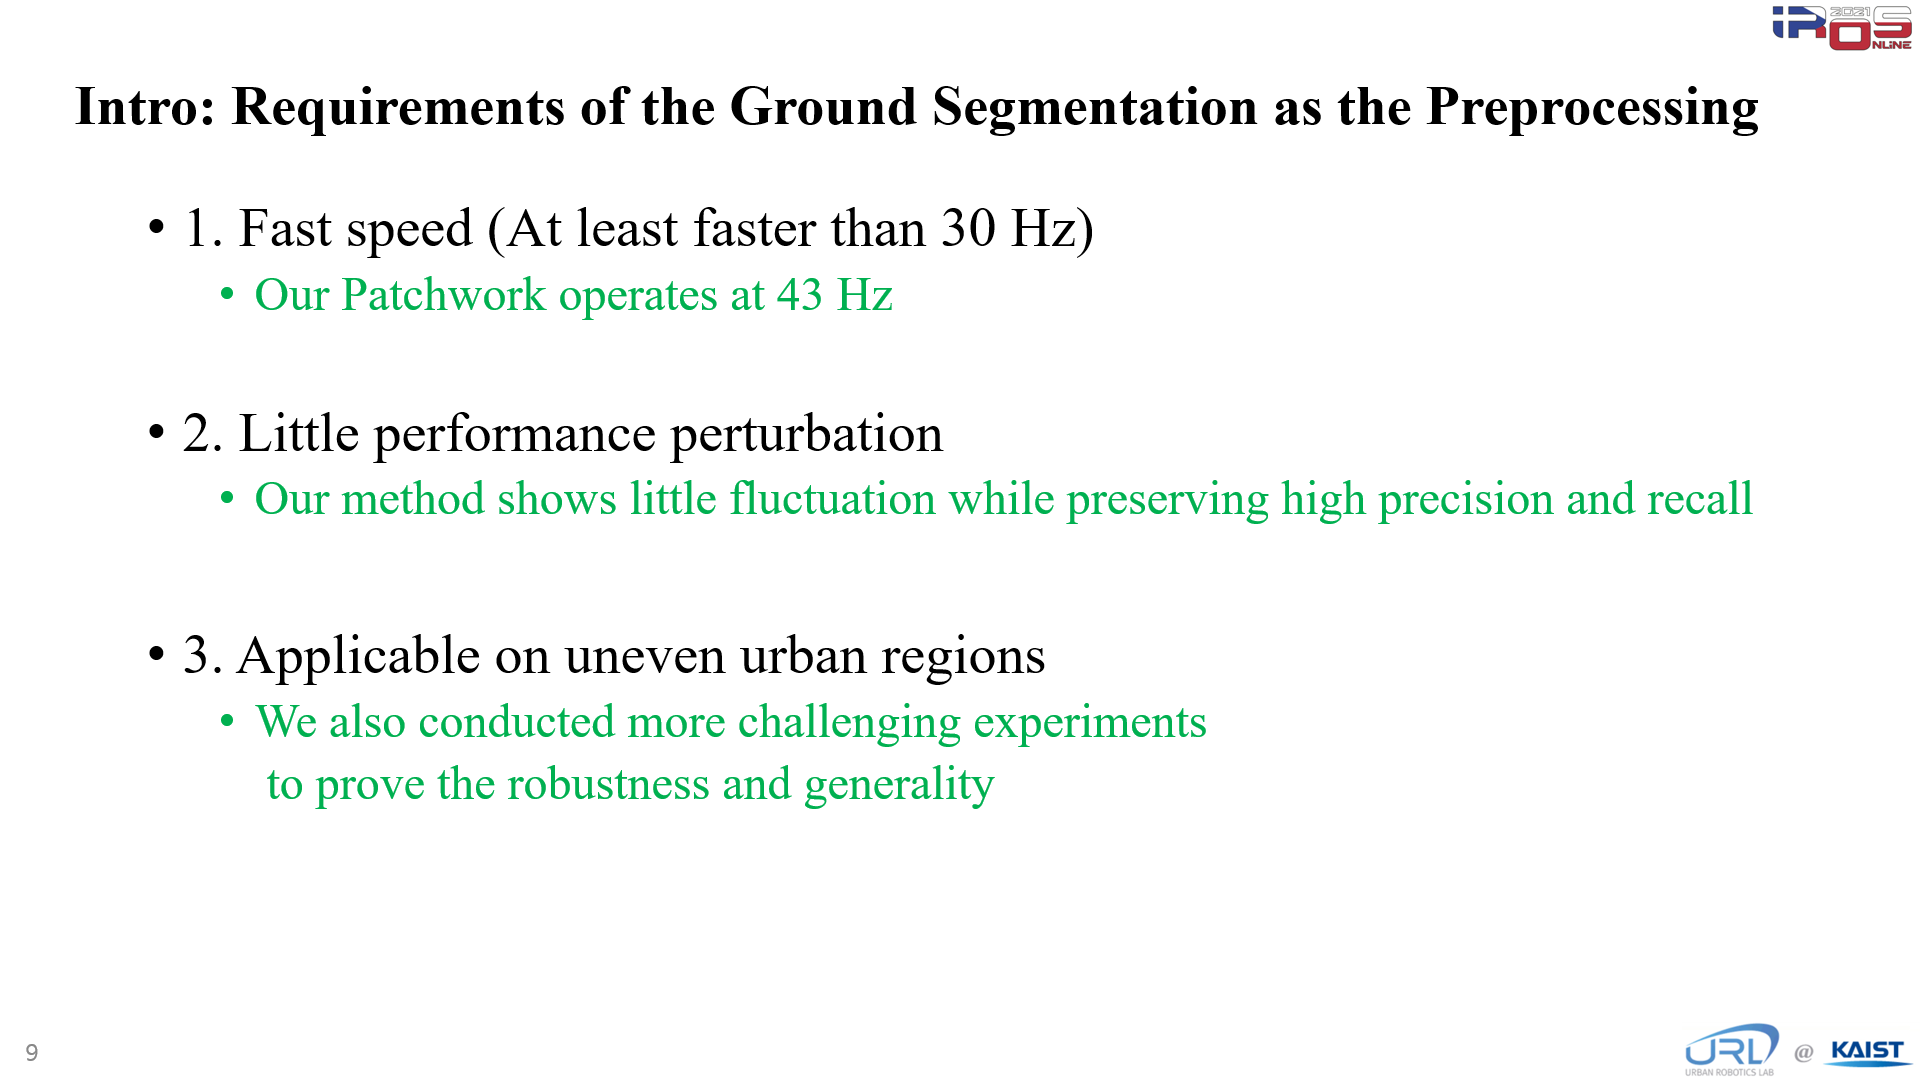 iROS 2021 ONLINE
Intro: Requirements of the Ground Segmentation as the Preprocessing
• 1. Fast speed (At least faster than 30 Hz)
• Our Patchwork operates at 43 Hz
• 2. Little performance perturbation
• Our method shows little fluctuation while preserving high precision and recall
• 3. Applicable on uneven urban regions
• We also conducted more challenging experiments
to prove the robustness and generality
9
URL @ KAIST
URBAN ROBOTICS LAB